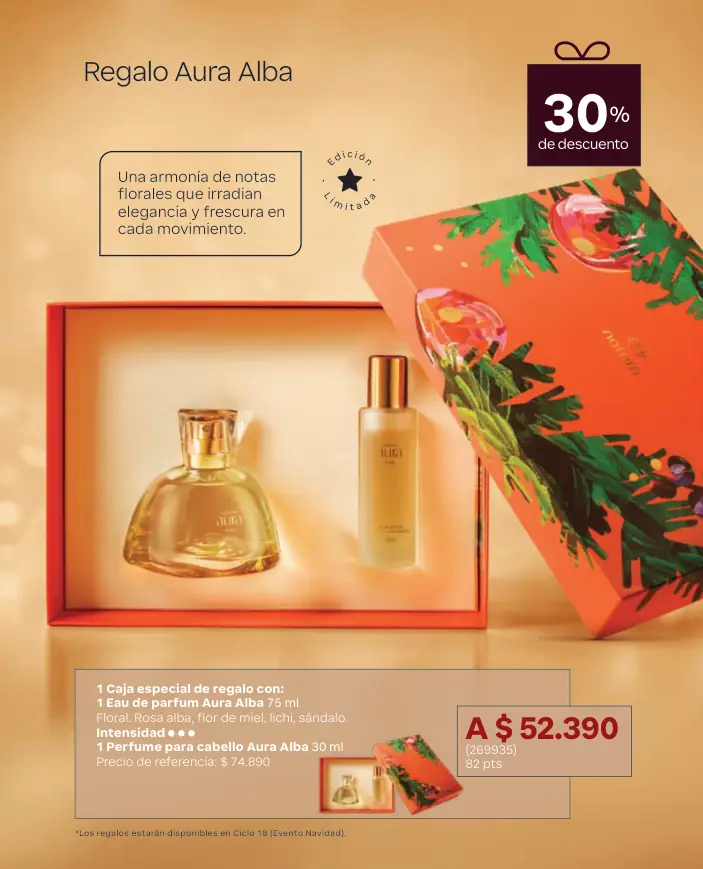 Regalo Aura Alba
30%
de descuento
Una armonía de notas
florales que irradian
elegancia y frescura en
cada movimiento.
Edición
Limitada
natura
aura
aura
1 Caja especial de regalo con:
1 Eau de parfum Aura Alba 75 ml
Floral. Rosa alba, flor de miel, lichi, sándalo.
Intensidad ●●●
1 Perfume para cabello Aura Alba 30 ml
Precio de referencia: $ 74.890
A $ 52.390
(269935)
82 pts
*Los regalos estarán disponibles en Ciclo 18 (Evento Navidad).